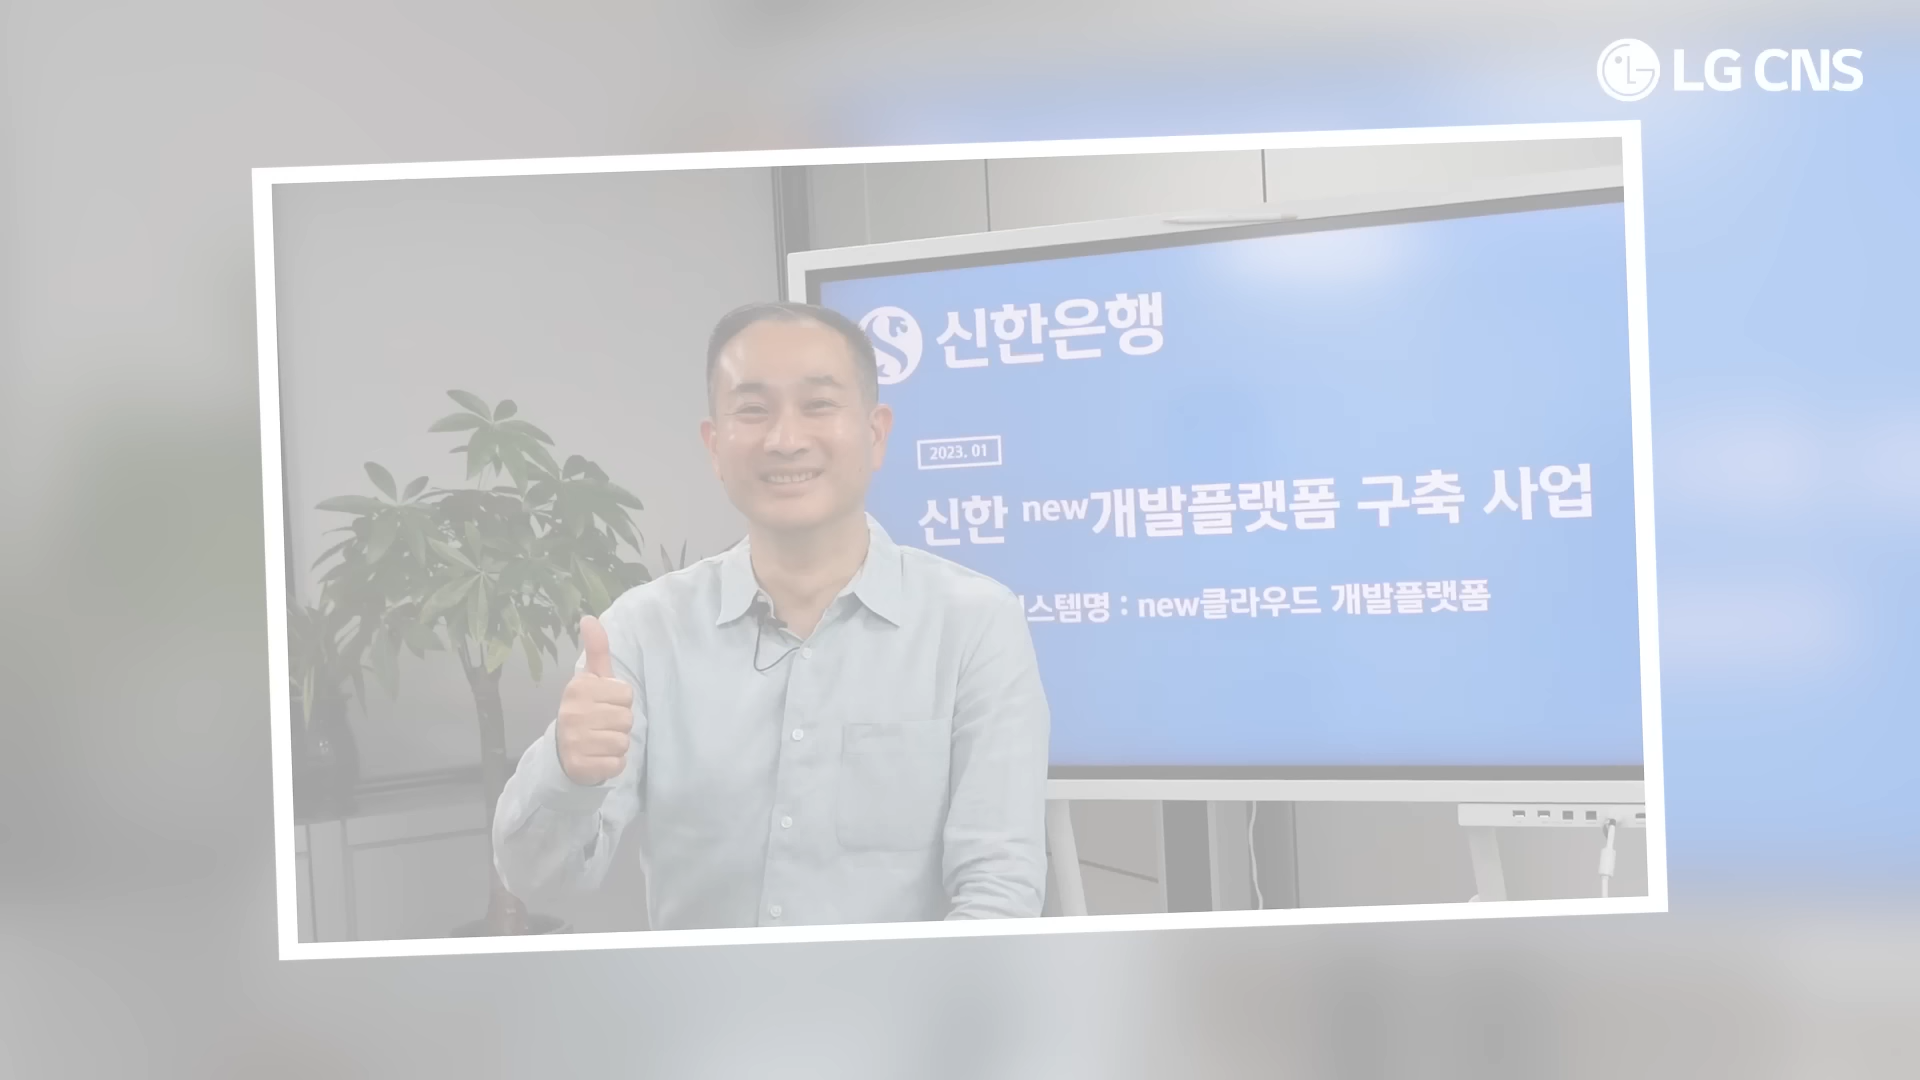 LG CNS
신한은행
2023. 01
신한 new개발플랫폼 구축 사업
스템명 : new클라우드 개발플랫폼